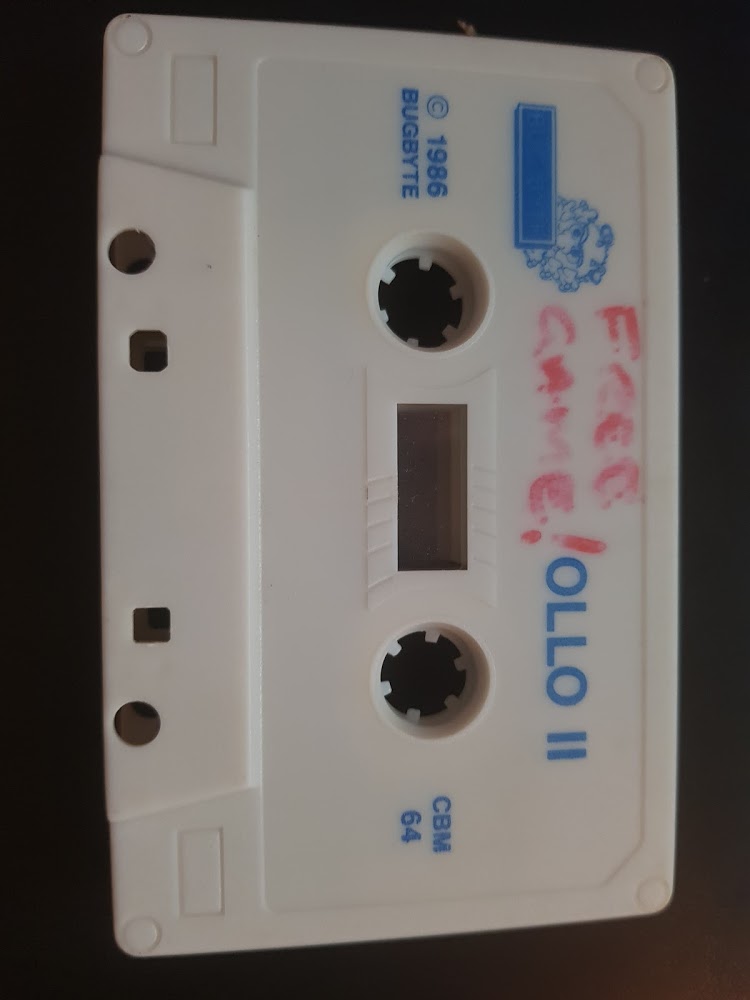 FREE
GAME!
OLLO II
© 1986
BUGBYTE
CBM
64